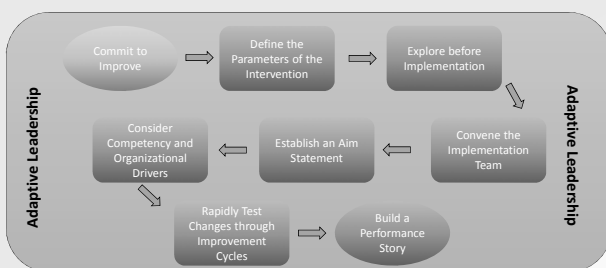 Commit to
Improve
Define the
Parameters of the
Intervention
Explore before
Implementation
Adaptive Leadership
Adaptive Leadership
Consider
Competency and
Organizational
Drivers
Establish an Aim
Statement
Convene the
Implementation
Team
Rapidly Test
Changes through
Improvement
Cycles
Build a
Performance
Story